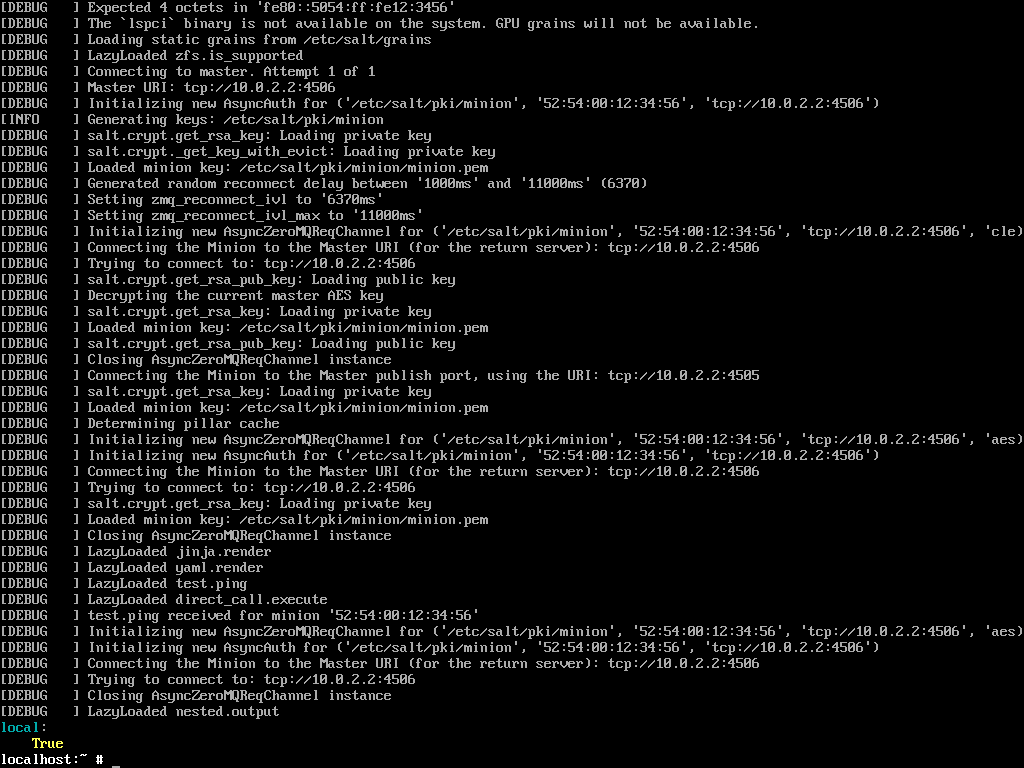 [DEBUG   ] Expected 4 octets in 'fe80::5054:ff:fe12:3456'
[DEBUG   ] The `lspci` binary is not available on the system. GPU grains will not be available.
[DEBUG   ] Loading static grains from /etc/salt/grains
[DEBUG   ] LazyLoaded zfs.is_supported
[DEBUG   ] Connecting to master. Attempt 1 of 1
[DEBUG   ] Master URI: tcp://10.0.2.2:4506
[DEBUG   ] Initializing new AsyncAuth for ('/etc/salt/pki/minion', '52:54:00:12:34:56', 'tcp://10.0.2.2:4506')
[INFO    ] Generating keys: /etc/salt/pki/minion
[DEBUG   ] salt.crypt.get_rsa_key: Loading private key
[DEBUG   ] salt.crypt._get_key_with_evict: Loading private key
[DEBUG   ] Loaded minion key: /etc/salt/pki/minion/minion.pem
[DEBUG   ] Generated random reconnect delay between '1000ms' and '11000ms' (6370)
[DEBUG   ] Setting zmq_reconnect_ivl to '6370ms'
[DEBUG   ] Setting zmq_reconnect_ivl_max to '11000ms'
[DEBUG   ] Initializing new AsyncZeroMQReqChannel for ('/etc/salt/pki/minion', '52:54:00:12:34:56', 'tcp://10.0.2.2:4506', 'cle)
[DEBUG   ] Connecting the Minion to the Master URI (for the return server): tcp://10.0.2.2:4506
[DEBUG   ] Trying to connect to: tcp://10.0.2.2:4506
[DEBUG   ] salt.crypt.get_rsa_pub_key: Loading public key
[DEBUG   ] Decrypting the current master AES key
[DEBUG   ] salt.crypt.get_rsa_key: Loading private key
[DEBUG   ] Loaded minion key: /etc/salt/pki/minion/minion.pem
[DEBUG   ] salt.crypt.get_rsa_pub_key: Loading public key
[DEBUG   ] Closing AsyncZeroMQReqChannel instance
[DEBUG   ] Connecting the Minion to the Master publish port, using the URI: tcp://10.0.2.2:4505
[DEBUG   ] salt.crypt.get_rsa_key: Loading private key
[DEBUG   ] Loaded minion key: /etc/salt/pki/minion/minion.pem
[DEBUG   ] Determining pillar cache
[DEBUG   ] Initializing new AsyncZeroMQReqChannel for ('/etc/salt/pki/minion', '52:54:00:12:34:56', 'tcp://10.0.2.2:4506', 'aes)
[DEBUG   ] Initializing new AsyncAuth for ('/etc/salt/pki/minion', '52:54:00:12:34:56', 'tcp://10.0.2.2:4506')
[DEBUG   ] Connecting the Minion to the Master URI (for the return server): tcp://10.0.2.2:4506
[DEBUG   ] Trying to connect to: tcp://10.0.2.2:4506
[DEBUG   ] salt.crypt.get_rsa_key: Loading private key
[DEBUG   ] Loaded minion key: /etc/salt/pki/minion/minion.pem
[DEBUG   ] Closing AsyncZeroMQReqChannel instance
[DEBUG   ] LazyLoaded jinja.render
[DEBUG   ] LazyLoaded yaml.render
[DEBUG   ] LazyLoaded test.ping
[DEBUG   ] LazyLoaded direct_call.execute
[DEBUG   ] test.ping received for minion '52:54:00:12:34:56'
[DEBUG   ] Initializing new AsyncZeroMQReqChannel for ('/etc/salt/pki/minion', '52:54:00:12:34:56', 'tcp://10.0.2.2:4506', 'aes)
[DEBUG   ] Initializing new AsyncAuth for ('/etc/salt/pki/minion', '52:54:00:12:34:56', 'tcp://10.0.2.2:4506')
[DEBUG   ] Connecting the Minion to the Master URI (for the return server): tcp://10.0.2.2:4506
[DEBUG   ] Trying to connect to: tcp://10.0.2.2:4506
[DEBUG   ] Closing AsyncZeroMQReqChannel instance
[DEBUG   ] LazyLoaded nested.output
local:
    True
localhost:~ # _